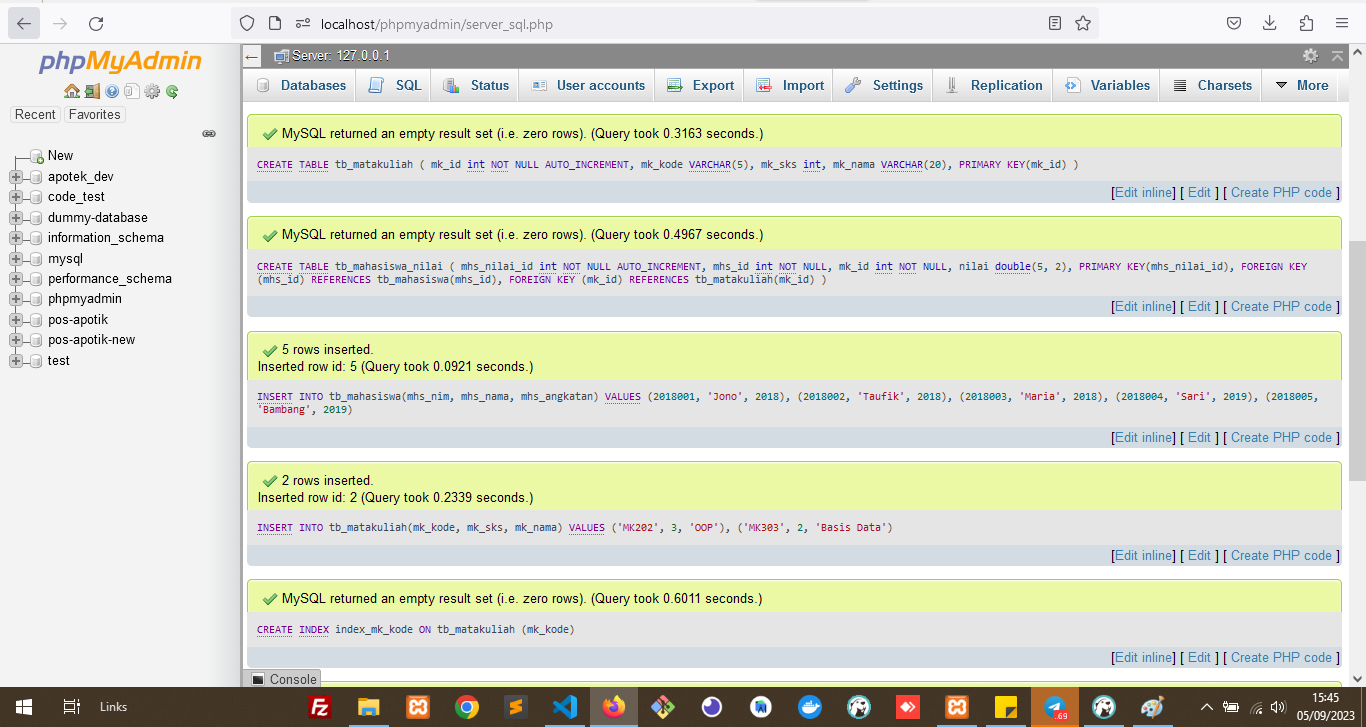 localhost/phpmyadmin/server_sql.php
phpMyAdmin
Recent Favorites
New
apotek_dev
code_test
dummy-database
information_schema
mysql
performance_schema
phpmyadmin
pos-apotik
pos-apotik-new
test
Server: 127.0.0.1
Databases SQL Status User accounts Export Import Settings Replication Variables Charsets More
MySQL returned an empty result set (i.e. zero rows). (Query took 0.3163 seconds.)
CREATE TABLE tb_matakuliah ( mk_id int NOT NULL AUTO_INCREMENT, mk_kode VARCHAR(5), mk_sks int, mk_nama VARCHAR(20), PRIMARY KEY(mk_id) )
[Edit inline] [ Edit ] [ Create PHP code ]
MySQL returned an empty result set (i.e. zero rows). (Query took 0.4967 seconds.)
CREATE TABLE tb_mahasiswa_nilai ( mhs_nilai_id int NOT NULL AUTO_INCREMENT, mhs_id int NOT NULL, mk_id int NOT NULL, nilai double(5, 2), PRIMARY KEY(mhs_nilai_id), FOREIGN KEY
(mhs_id) REFERENCES tb_mahasiswa(mhs_id), FOREIGN KEY (mk_id) REFERENCES tb_matakuliah(mk_id) )
[Edit inline] [ Edit ] [ Create PHP code ]
5 rows inserted.
Inserted row id: 5 (Query took 0.0921 seconds.)
INSERT INTO tb_mahasiswa(mhs_nim, mhs_nama, mhs_angkatan) VALUES (2018001, 'Jono', 2018), (2018002, 'Taufik', 2018), (2018003, 'Maria', 2018), (2018004, 'Sari', 2019), (2018005,
'Bambang', 2019)
[Edit inline] [ Edit ] [ Create PHP code ]
2 rows inserted.
Inserted row id: 2 (Query took 0.2339 seconds.)
INSERT INTO tb_matakuliah(mk_kode, mk_sks, mk_nama) VALUES ('MK202', 3, 'OOP'), ('MK303', 2, 'Basis Data')
[Edit inline] [ Edit ] [ Create PHP code ]
MySQL returned an empty result set (i.e. zero rows). (Query took 0.6011 seconds.)
CREATE INDEX index_mk_kode ON tb_matakuliah (mk_kode)
[Edit inline] [ Edit ] [ Create PHP code ]
Console
Links
.69
15:45
05/09/2023